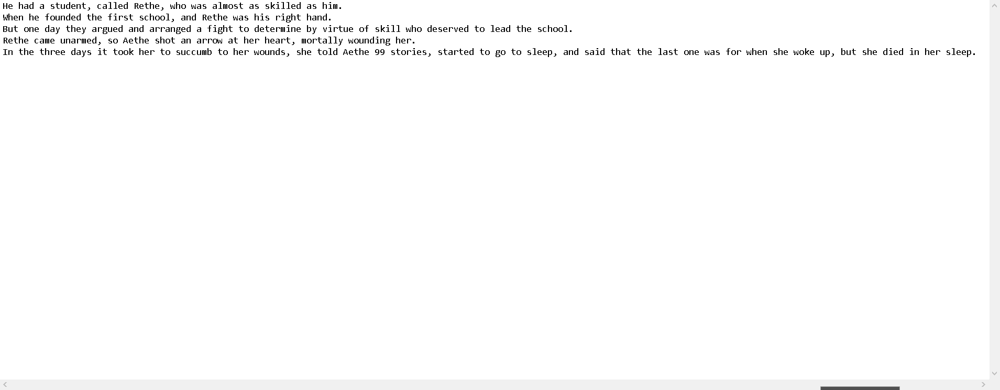 He had a student, called Rethe, who was almost as skilled as him.
When he founded the first school, and Rethe was his right hand.
But one day they argued and arranged a fight to determine by virtue of skill who deserved to lead the school.
Rethe came unarmed, so Aethe shot an arrow at her heart, mortally wounding her.
In the three days it took her to succumb to her wounds, she told Aethe 99 stories, started to go to sleep, and said that the last one was for when she woke up, but she died in her sleep.